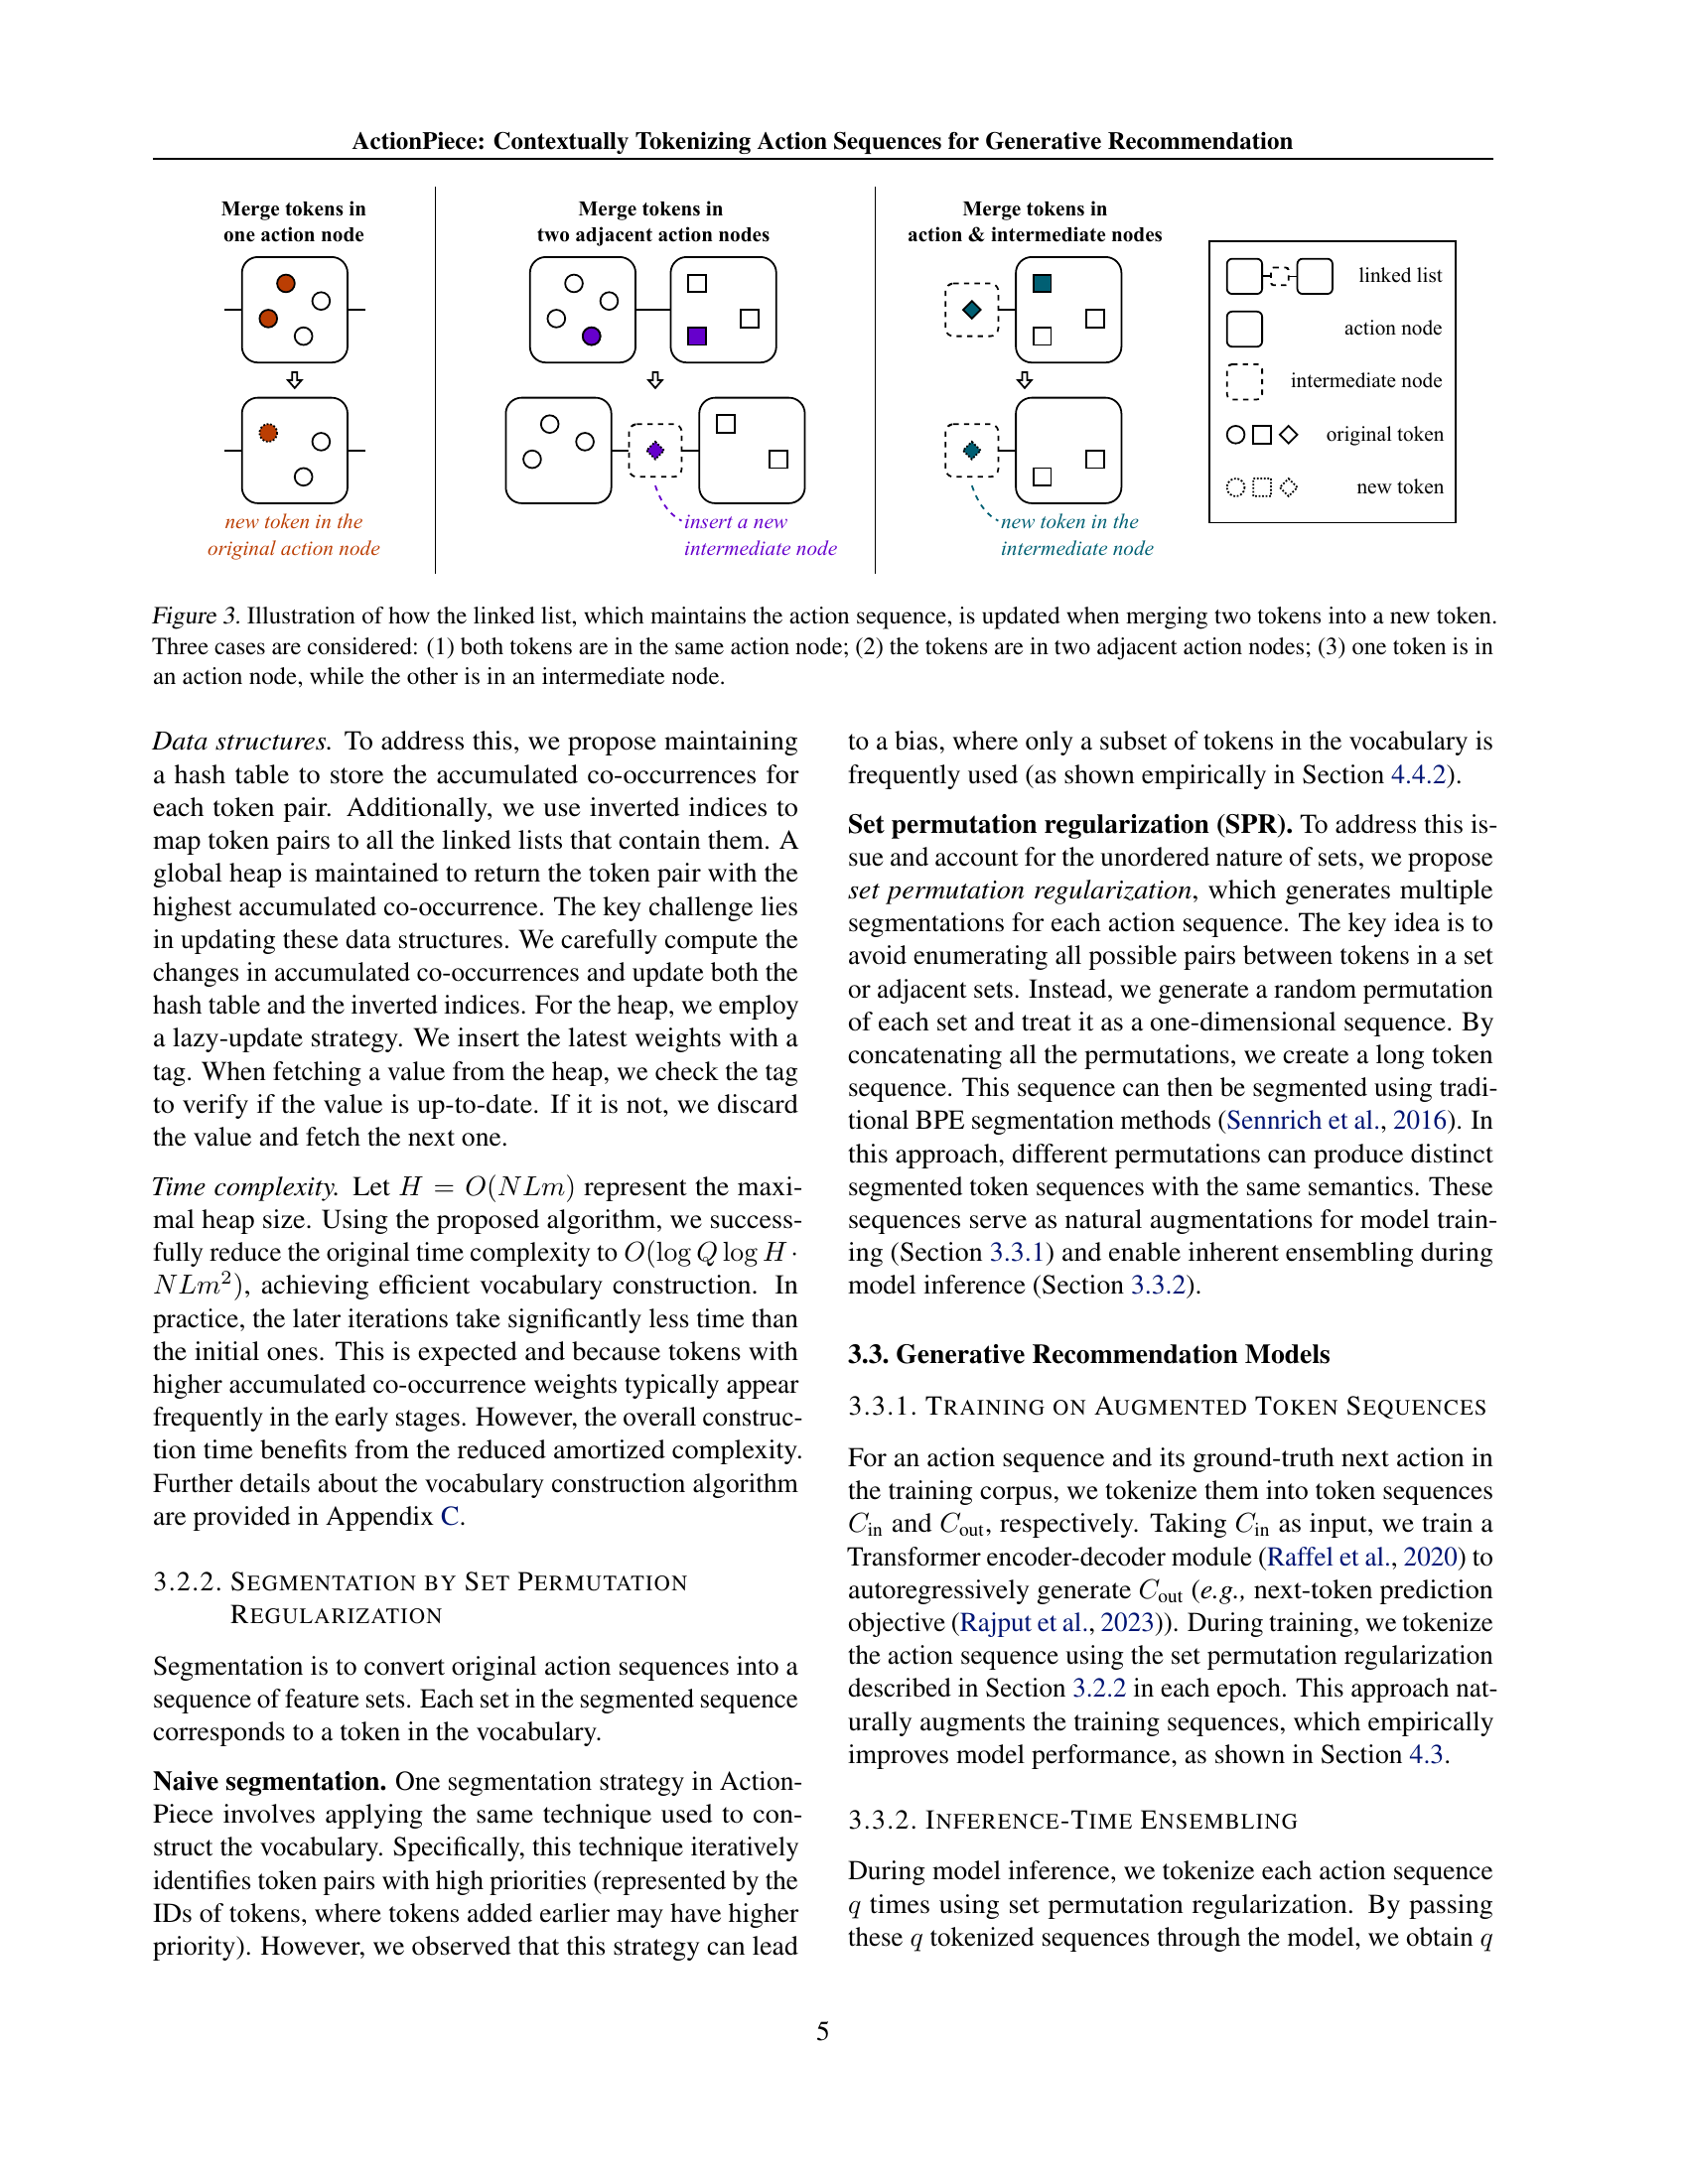 ActionPiece: Contextually Tokenizing Action Sequences for Generative Recommendation
Merge tokens in
one action node
new token in the
original action node
Merge tokens in
two adjacent action nodes
insert a new
intermediate node
Merge tokens in
action & intermediate nodes
new token in the
intermediate node
linked list
action node
intermediate node
original token
new token
Figure 3. Illustration of how the linked list, which maintains the action sequence, is updated when merging two tokens into a new token.
Three cases are considered: (1) both tokens are in the same action node; (2) the tokens are in two adjacent action nodes; (3) one token is in
an action node, while the other is in an intermediate node.
Data structures. To address this, we propose maintaining
a hash table to store the accumulated co-occurrences for
each token pair. Additionally, we use inverted indices to
map token pairs to all the linked lists that contain them. A
global heap is maintained to return the token pair with the
highest accumulated co-occurrence. The key challenge lies
in updating these data structures. We carefully compute the
changes in accumulated co-occurrences and update both the
hash table and the inverted indices. For the heap, we employ
a lazy-update strategy. We insert the latest weights with a
tag. When fetching a value from the heap, we check the tag
to verify if the value is up-to-date. If it is not, we discard
the value and fetch the next one.
Time complexity. Let H = O(NLm) represent the maxi-
mal heap size. Using the proposed algorithm, we success-
fully reduce the original time complexity to O(log Q log H ·
NLm²), achieving efficient vocabulary construction. In
practice, the later iterations take significantly less time than
the initial ones. This is expected and because tokens with
higher accumulated co-occurrence weights typically appear
frequently in the early stages. However, the overall construc-
tion time benefits from the reduced amortized complexity.
Further details about the vocabulary construction algorithm
are provided in Appendix C.
3.2.2. SEGMENTATION BY SET PERMUTATION
REGULARIZATION
Segmentation is to convert original action sequences into a
sequence of feature sets. Each set in the segmented sequence
corresponds to a token in the vocabulary.
Naive segmentation. One segmentation strategy in Action-
Piece involves applying the same technique used to con-
struct the vocabulary. Specifically, this technique iteratively
identifies token pairs with high priorities (represented by the
IDs of tokens, where tokens added earlier may have higher
priority). However, we observed that this strategy can lead
to a bias, where only a subset of tokens in the vocabulary is
frequently used (as shown empirically in Section 4.4.2).
Set permutation regularization (SPR). To address this is-
sue and account for the unordered nature of sets, we propose
set permutation regularization, which generates multiple
segmentations for each action sequence. The key idea is to
avoid enumerating all possible pairs between tokens in a set
or adjacent sets. Instead, we generate a random permutation
of each set and treat it as a one-dimensional sequence. By
concatenating all the permutations, we create a long token
sequence. This sequence can then be segmented using tradi-
tional BPE segmentation methods (Sennrich et al., 2016). In
this approach, different permutations can produce distinct
segmented token sequences with the same semantics. These
sequences serve as natural augmentations for model train-
ing (Section 3.3.1) and enable inherent ensembling during
model inference (Section 3.3.2).
3.3. Generative Recommendation Models
3.3.1. TRAINING ON AUGMENTED TOKEN SEQUENCES
For an action sequence and its ground-truth next action in
the training corpus, we tokenize them into token sequences
C_in and C_out, respectively. Taking C_in as input, we train a
Transformer encoder-decoder module (Raffel et al., 2020) to
autoregressively generate C_out (e.g., next-token prediction
objective (Rajput et al., 2023)). During training, we tokenize
the action sequence using the set permutation regularization
described in Section 3.2.2 in each epoch. This approach nat-
urally augments the training sequences, which empirically
improves model performance, as shown in Section 4.3.
3.3.2. INFERENCE-TIME ENSEMBLING
During model inference, we tokenize each action sequence
q times using set permutation regularization. By passing
these q tokenized sequences through the model, we obtain q
5